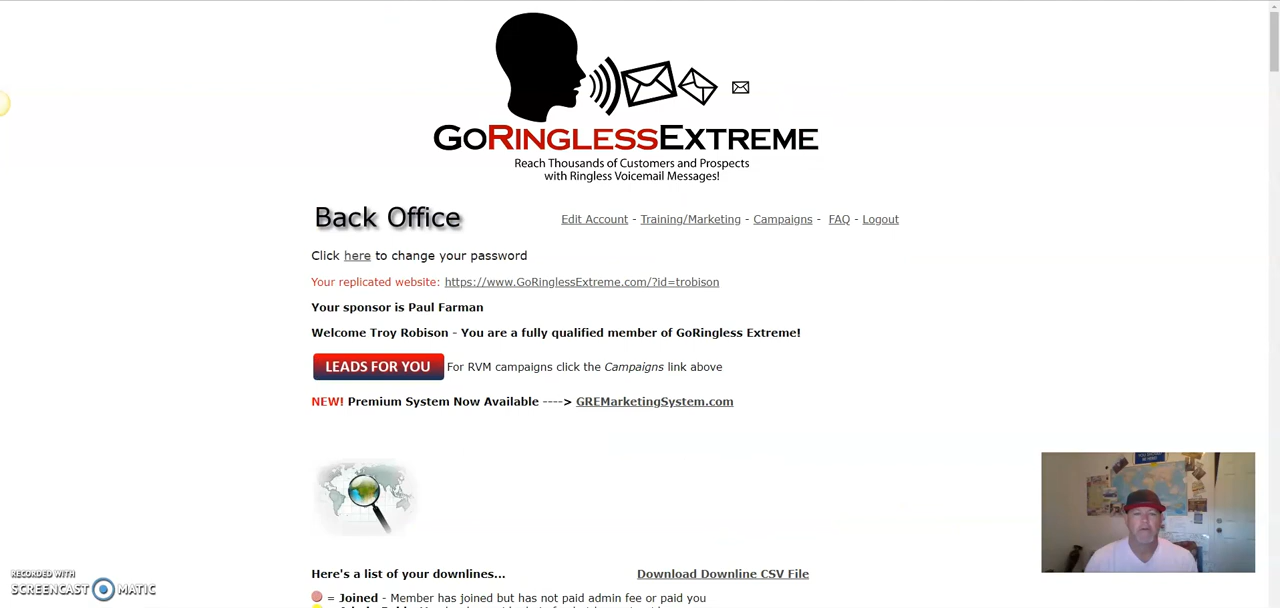 GoRinglessExtreme
Reach Thousands of Customers and Prospects
with Ringless Voicemail Messages!
Back Office
Edit Account - Training/Marketing - Campaigns - FAQ - Logout
Click here to change your password
Your replicated website: https://www.GoRinglessExtreme.com/?id=trobison
Your sponsor is Paul Farman
Welcome Troy Robison - You are a fully qualified member of GoRingless Extreme!
LEADS FOR YOU For RVM campaigns click the Campaigns link above
NEW! Premium System Now Available ----> GREMarketingSystem.com
Here's a list of your downlines... Download Downline CSV File
= Joined - Member has joined but has not paid admin fee or paid you
RECORDED WITH
SCREENCAST MATIC